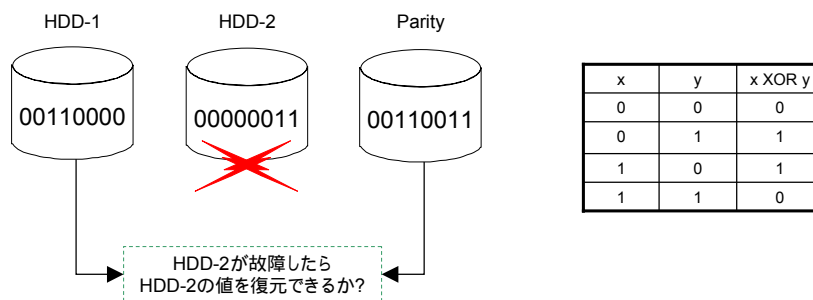 HDD-1
HDD-2
Parity
00110000
00000011
00110011
x y x XOR y
0 0 0
0 1 1
1 0 1
1 1 0
HDD-2が故障したら
HDD-2の値を復元できるか?